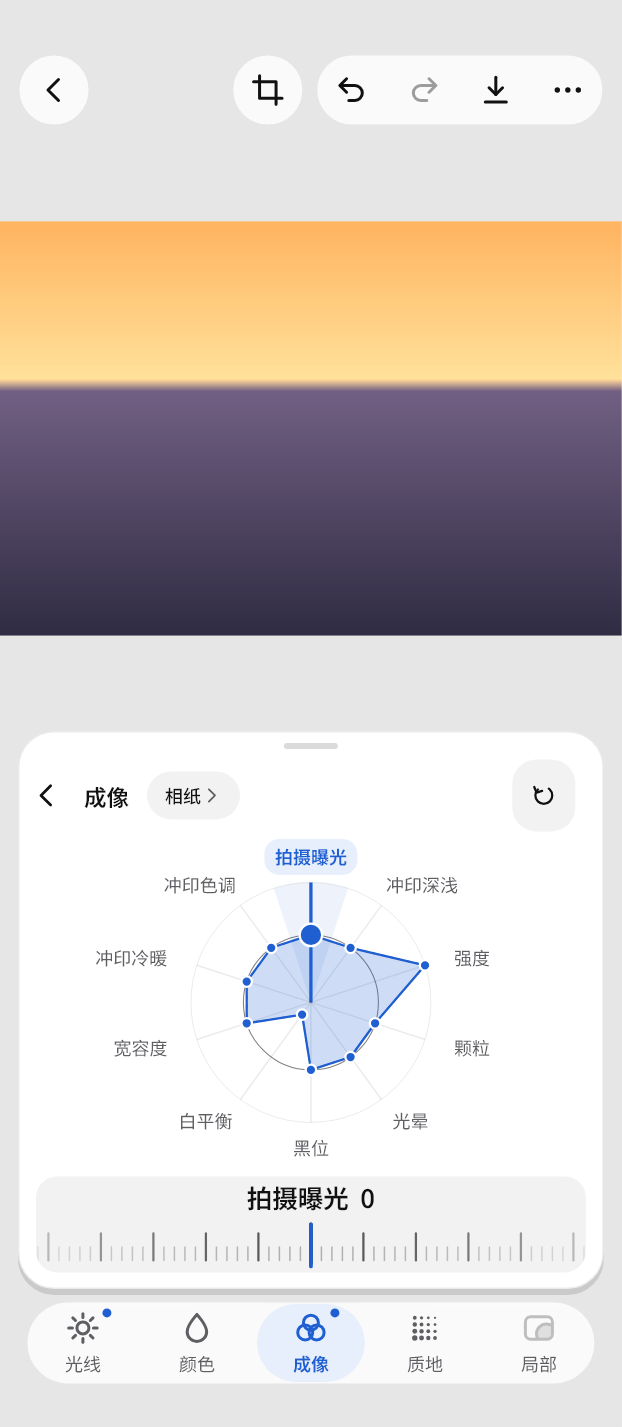 成像
相纸
拍摄曝光
冲印色调
冲印深浅
冲印冷暖
强度
宽容度
颗粒
白平衡
光晕
黑位
拍摄曝光 0
光线
颜色
成像
质地
局部